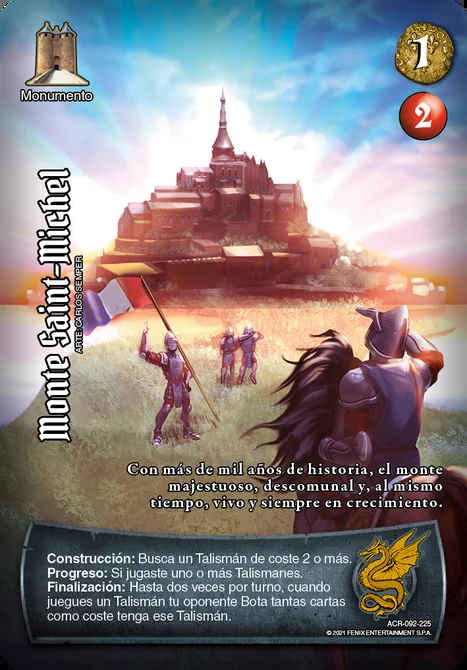 1
Monumento
2
Monte Saint-Michel
ARTE: CARLOS SEMPER
Con más de mil años de historia, el monte
majestuoso, descomunal y, al mismo
tiempo, vivo y siempre en crecimiento.
Construcción: Busca un Talismán de coste 2 o más.
Progreso: Si jugaste uno o más Talismanes.
Finalización: Hasta dos veces por turno, cuando
juegues un Talismán tu oponente Bota tantas cartas
como coste tenga ese Talismán.
ACR-092-225
© 2021 FENIX ENTERTAINMENT S.P.A.